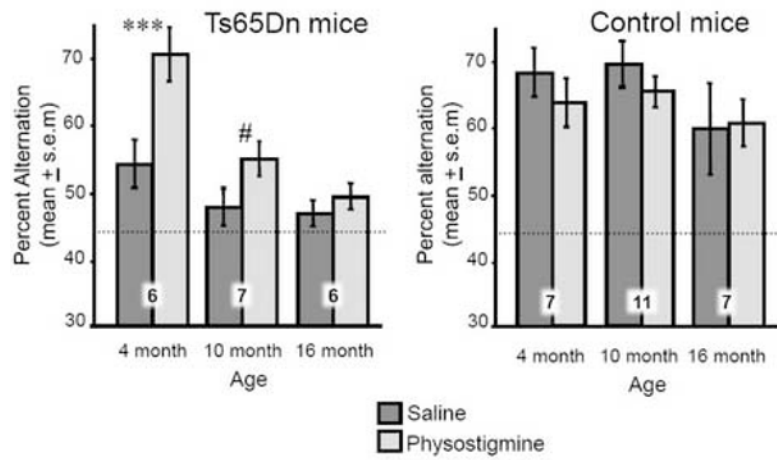 Ts65Dn mice
***
#
Percent Alternation
(mean ± s.e.m)
70
60
50
40
30
6
7
6
4 month 10 month 16 month
Age
Control mice
Percent alternation
(mean ± s.e.m)
70
60
50
40
30
7
11
7
4 month 10 month 16 month
Age
Saline
Physostigmine